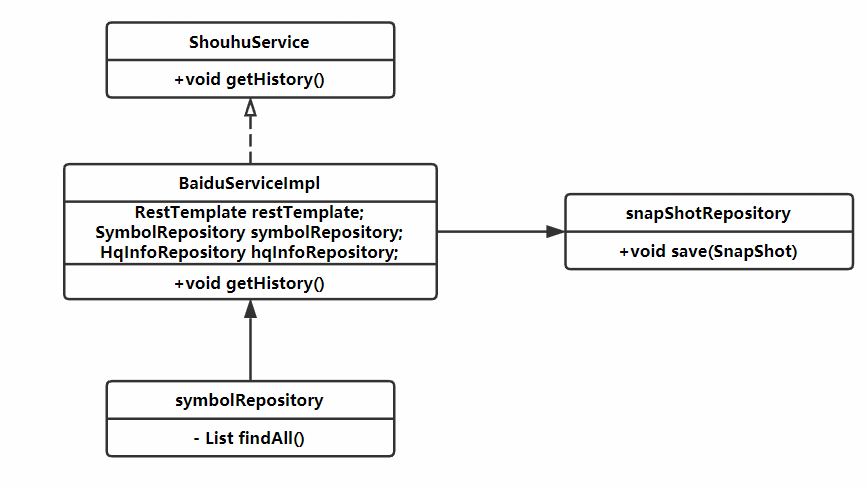 ShouhuService
+void getHistory()
BaiduServiceImpl
RestTemplate restTemplate;
SymbolRepository symbolRepository;
HqInfoRepository hqInfoRepository;
+void getHistory()
snapShotRepository
+void save(SnapShot)
symbolRepository
- List findAll()